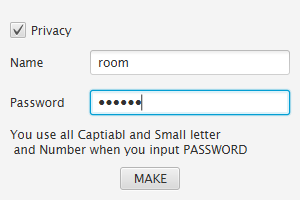 Privacy
Name room
Password ••••••
You use all Captiabl and Small letter
and Number when you input PASSWORD
MAKE